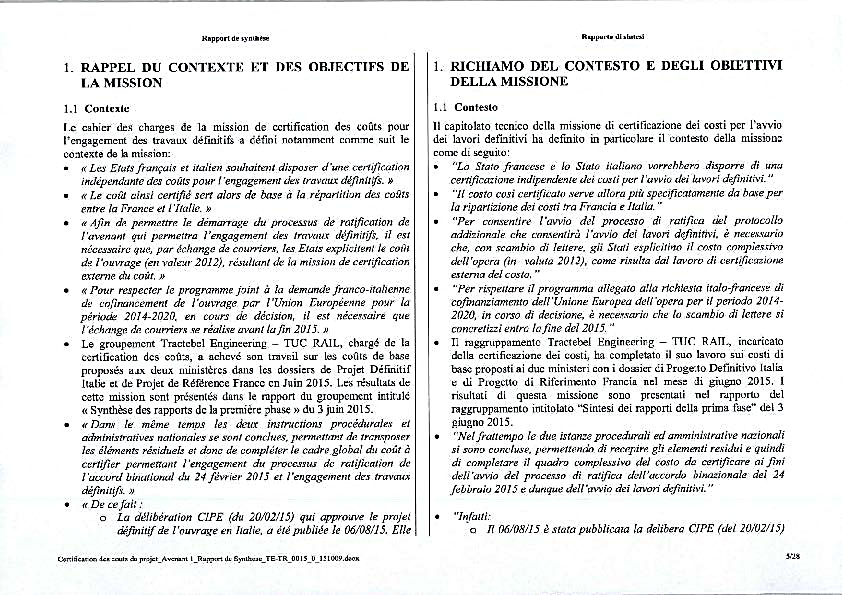 Rapport de synthèse
1. RAPPEL DU CONTEXTE ET DES OBJECTIFS DE
LA MISSION
1.1 Contexte
Le cahier des charges de la mission de certification des coûts pour
l'engagement des travaux définitifs a défini notamment comme suit le
contexte de la mission:
• « Les Etats français et italien souhaitent disposer d'une certification
indépendante des coûts pour l'engagement des travaux définitifs. »
• « Le coût ainsi certifié sert alors de base à la répartition des coûts
entre la France et l'Italie. »
• « Afin de permettre le démarrage du processus de ratification de
l'avenant qui permettra l'engagement des travaux définitifs, il est
nécessaire que, par échange de courriers, les Etats explicitent le coût
de l'ouvrage (en valeur 2012), résultant de la mission de certification
externe du coût. »
• « Pour respecter le programme joint à la demande franco-italienne
de cofinancement de l'ouvrage par l'Union Européenne pour la
période 2014-2020, en cours de décision, il est nécessaire que
l'échange de courriers se réalise avant la fin 2015. »
• Le groupement Tractebel Engineering – TUC RAIL, chargé de la
certification des coûts, a achevé son travail sur les coûts de base
proposés aux deux ministères dans les dossiers de Projet Définitif
Italie et de Projet de Référence France en Juin 2015. Les résultats de
cette mission sont présentés dans le rapport du groupement intitulé
« Synthèse des rapports de la première phase » du 3 juin 2015.
• « Dans le même temps les deux instructions procédurales et
administratives nationales se sont conclues, permettant de transposer
les éléments résiduels et donc de compléter le cadre global du coût à
certifier permettant l'engagement du processus de ratification de
l'accord binational du 24 février 2015 et l'engagement des travaux
définitifs. »
• « De ce fait :
o La délibération CIPE (du 20/02/15) qui approuve le projet
définitif de l'ouvrage en Italie, a été publiée le 06/08/15. Elle
Rapporto di sintesi
1. RICHIAMO DEL CONTESTO E DEGLI OBIETTIVI
DELLA MISSIONE
1.1 Contesto
Il capitolato tecnico della missione di certificazione dei costi per l'avvio
dei lavori definitivi ha definito in particolare il contesto della missione
come di seguito:
• "Lo Stato francese e lo Stato italiano vorrebbero disporre di una
certificazione indipendente dei costi per l'avvio dei lavori definitivi."
• "Il costo così certificato serve allora più specificatamente da base per
la ripartizione dei costi tra Francia e Italia."
• "Per consentire l'avvio del processo di ratifica del protocollo
addizionale che consentirà l'avvio dei lavori definitivi, è necessario
che, con scambio di lettere, gli Stati esplicitino il costo complessivo
dell'opera (in valuta 2012), come risulta dal lavoro di certificazione
esterna del costo."
• "Per rispettare il programma allegato alla richiesta italo-francese di
cofinanziamento dell'Unione Europea dell'opera per il periodo 2014-
2020, in corso di decisione, è necessario che lo scambio di lettere si
concretizzi entro la fine del 2015."
• Il raggruppamento Tractebel Engineering – TUC RAIL, incaricato
della certificazione dei costi, ha completato il suo lavoro sui costi di
base proposti ai due ministeri con i dossier di Progetto Definitivo Italia
e di Progetto di Riferimento Francia nel mese di giugno 2015. I
risultati di questa missione sono presentati nel rapporto del
raggruppamento intitolato "Sintesi dei rapporti della prima fase" del 3
giugno 2015.
• "Nel frattempo le due istanze procedurali ed amministrative nazionali
si sono concluse, permettendo di recepire gli elementi residui e quindi
di completare il quadro complessivo del costo da certificare ai fini
dell'avvio del processo di ratifica dell'accordo binazionale del 24
febbraio 2015 e dunque dell'avvio dei lavori definitivi."
• "Infatti:
o Il 06/08/15 è stata pubblicata la delibera CIPE (del 20/02/15)
Certification des couts du projet_Avenant 1_Rapport de Synthese_TE-TR_0015_0_151009.docx
5/28